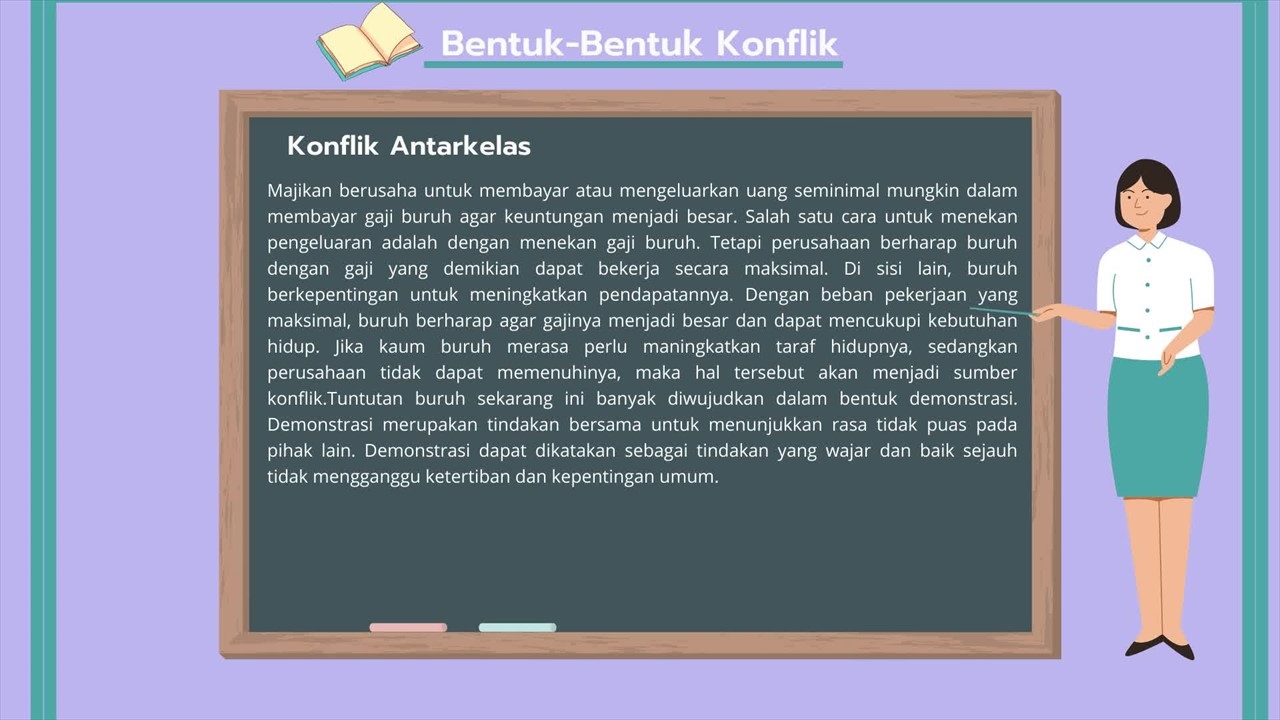 Bentuk-Bentuk Konflik
Konflik Antarkelas
Majikan berusaha untuk membayar atau mengeluarkan uang seminimal mungkin dalam
membayar gaji buruh agar keuntungan menjadi besar. Salah satu cara untuk menekan
pengeluaran adalah dengan menekan gaji buruh. Tetapi perusahaan berharap buruh
dengan gaji yang demikian dapat bekerja secara maksimal. Di sisi lain, buruh
berkepentingan untuk meningkatkan pendapatannya. Dengan beban pekerjaan yang
maksimal, buruh berharap agar gajinya menjadi besar dan dapat mencukupi kebutuhan
hidup. Jika kaum buruh merasa perlu maningkatkan taraf hidupnya, sedangkan
perusahaan tidak dapat memenuhinya, maka hal tersebut akan menjadi sumber
konflik.Tuntutan buruh sekarang ini banyak diwujudkan dalam bentuk demonstrasi.
Demonstrasi merupakan tindakan bersama untuk menunjukkan rasa tidak puas pada
pihak lain. Demonstrasi dapat dikatakan sebagai tindakan yang wajar dan baik sejauh
tidak mengganggu ketertiban dan kepentingan umum.